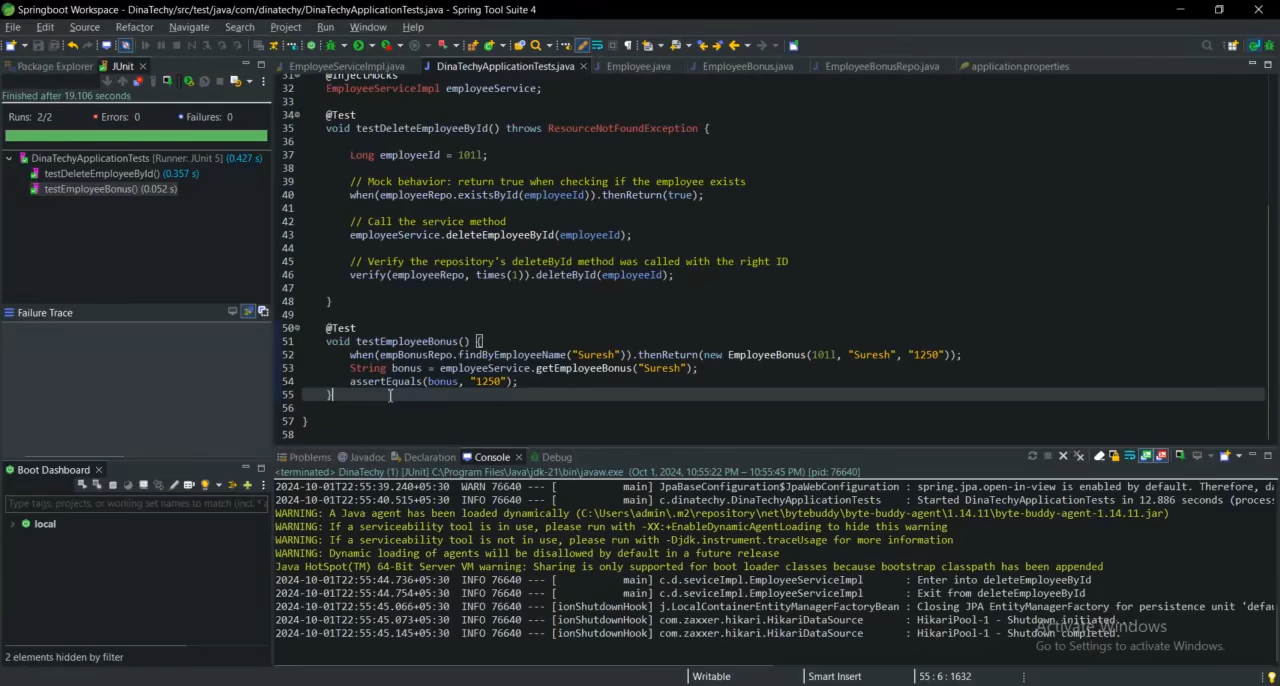 Springboot Workspace - DinaTechy/src/test/java/com/dinatechy/DinaTechyApplicationTests.java - Spring Tool Suite 4
File Edit Source Refactor Navigate Search Project Run Window Help
Package Explorer JUnit
Finished after 19.106 seconds
Runs: 2/2 Errors: 0 Failures: 0
DinaTechyApplicationTests [Runner: JUnit 5] (0.427 s)
testDeleteEmployeeById() (0.357 s)
testEmployeeBonus() (0.052 s)
Failure Trace
Boot Dashboard
Type tags, projects, or working set names to match (incl. *
local
2 elements hidden by filter
EmployeeServiceImpl.java DinaTechyApplicationTests.java Employee.java EmployeeBonus.java EmployeeBonusRepo.java application.properties
31 @InjectMocks
32 EmployeeServiceImpl employeeService;
33
34 @Test
35 void testDeleteEmployeeById() throws ResourceNotFoundException {
36
37 Long employeeId = 101l;
38
39 // Mock behavior: return true when checking if the employee exists
40 when(employeeRepo.existsById(employeeId)).thenReturn(true);
41
42 // Call the service method
43 employeeService.deleteEmployeeById(employeeId);
44
45 // Verify the repository's deleteById method was called with the right ID
46 verify(employeeRepo, times(1)).deleteById(employeeId);
47
48 }
49
50 @Test
51 void testEmployeeBonus() {
52 when(empBonusRepo.findByEmployeeName("Suresh")).thenReturn(new EmployeeBonus(101l, "Suresh", "1250"));
53 String bonus = employeeService.getEmployeeBonus("Suresh");
54 assertEquals(bonus, "1250");
55 }
56
57 }
58
Problems Javadoc Declaration Console Debug
<terminated> DinaTechy (1) [JUnit] C:\Program Files\Java\jdk-21\bin\javaw.exe (Oct 1, 2024, 10:55:22 PM – 10:55:45 PM) [pid: 76640]
2024-10-01T22:55:39.240+05:30 WARN 76640 --- [ main] JpaBaseConfiguration$JpaWebConfiguration : spring.jpa.open-in-view is enabled by default. Therefore, da
2024-10-01T22:55:40.515+05:30 INFO 76640 --- [ main] c.dinatechy.DinaTechyApplicationTests : Started DinaTechyApplicationTests in 12.886 seconds (process
WARNING: A Java agent has been loaded dynamically (C:\Users\admin\.m2\repository\net\bytebuddy\byte-buddy-agent\1.14.11\byte-buddy-agent-1.14.11.jar)
WARNING: If a serviceability tool is in use, please run with -XX:+EnableDynamicAgentLoading to hide this warning
WARNING: If a serviceability tool is not in use, please run with -Djdk.instrument.traceUsage for more information
WARNING: Dynamic loading of agents will be disallowed by default in a future release
Java HotSpot(TM) 64-Bit Server VM warning: Sharing is only supported for boot loader classes because bootstrap classpath has been appended
2024-10-01T22:55:44.736+05:30 INFO 76640 --- [ main] c.d.seviceImpl.EmployeeServiceImpl : Enter into deleteEmployeeById
2024-10-01T22:55:44.754+05:30 INFO 76640 --- [ main] c.d.seviceImpl.EmployeeServiceImpl : Exit from deleteEmployeeById
2024-10-01T22:55:45.066+05:30 INFO 76640 --- [ionShutdownHook] j.LocalContainerEntityManagerFactoryBean : Closing JPA EntityManagerFactory for persistence unit 'defau
2024-10-01T22:55:45.073+05:30 INFO 76640 --- [ionShutdownHook] com.zaxxer.hikari.HikariDataSource : HikariPool-1 - Shutdown initiated...
2024-10-01T22:55:45.145+05:30 INFO 76640 --- [ionShutdownHook] com.zaxxer.hikari.HikariDataSource : HikariPool-1 - Shutdown completed.
Activate Windows
Go to Settings to activate Windows.
Writable Smart Insert 55 : 6 : 1632